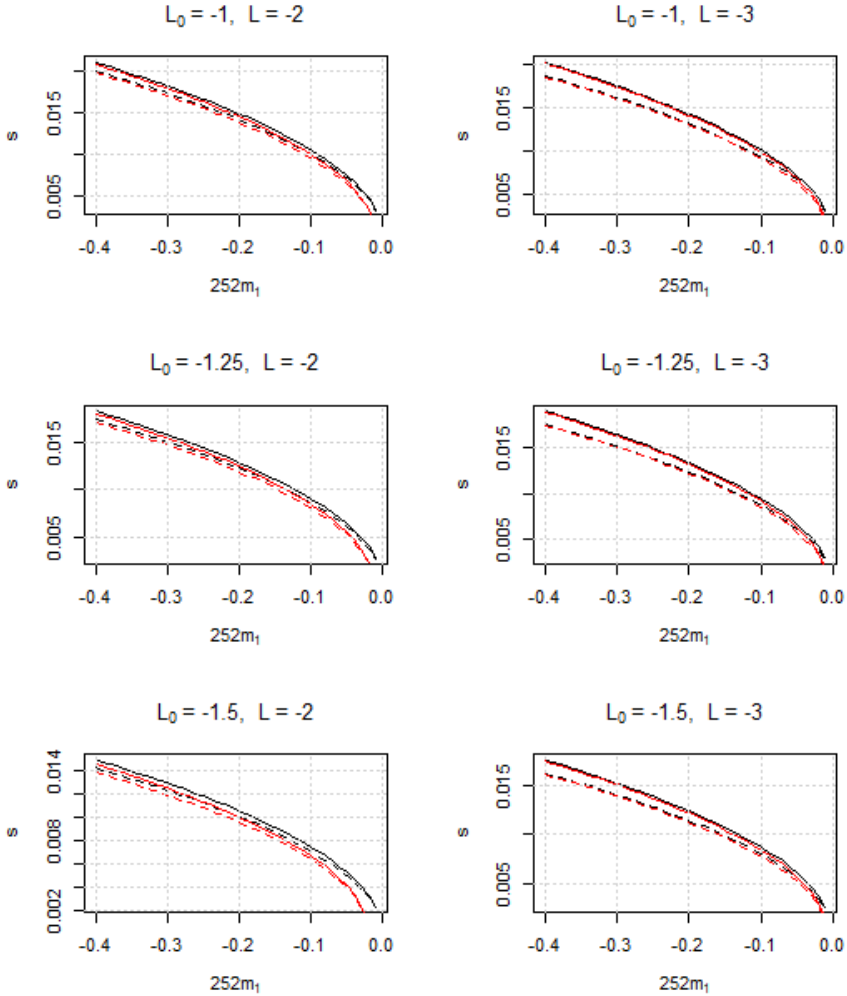 L₀ = -1, L = -2
s
0.015
0.005
-0.4 -0.3 -0.2 -0.1 0.0
252m₁
L₀ = -1, L = -3
s
0.015
0.005
-0.4 -0.3 -0.2 -0.1 0.0
252m₁
L₀ = -1.25, L = -2
s
0.015
0.005
-0.4 -0.3 -0.2 -0.1 0.0
252m₁
L₀ = -1.25, L = -3
s
0.015
0.005
-0.4 -0.3 -0.2 -0.1 0.0
252m₁
L₀ = -1.5, L = -2
s
0.014
0.008
0.002
-0.4 -0.3 -0.2 -0.1 0.0
252m₁
L₀ = -1.5, L = -3
s
0.015
0.005
-0.4 -0.3 -0.2 -0.1 0.0
252m₁